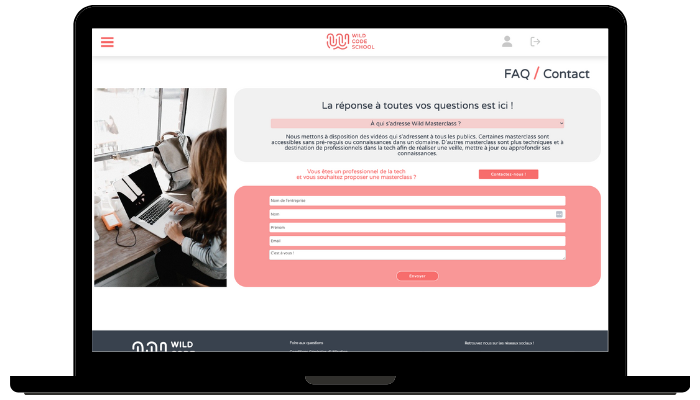 WILD
CODE
SCHOOL
FAQ / Contact
La réponse à toutes vos questions est ici !
A qui s'adresse Wild Masterclass ?
Nous mettons à disposition des vidéos qui s'adressent à tous les publics. Certaines masterclass sont
accessibles sans pré-requis ou connaissances dans un domaine. D'autres masterclass sont plus techniques et à
destination de professionnels dans la tech afin de réaliser une veille, mettre à jour ou approfondir ses
connaissances.
Vous êtes un professionnel de la tech
et vous souhaitez proposer une masterclass ?
Contactez-nous !
Nom de l'entreprise
Nom
Prénom
Email
C'est à vous !
Envoyer
WILD
CODE
Foire aux questions
Retrouvez nous sur les réseaux sociaux !